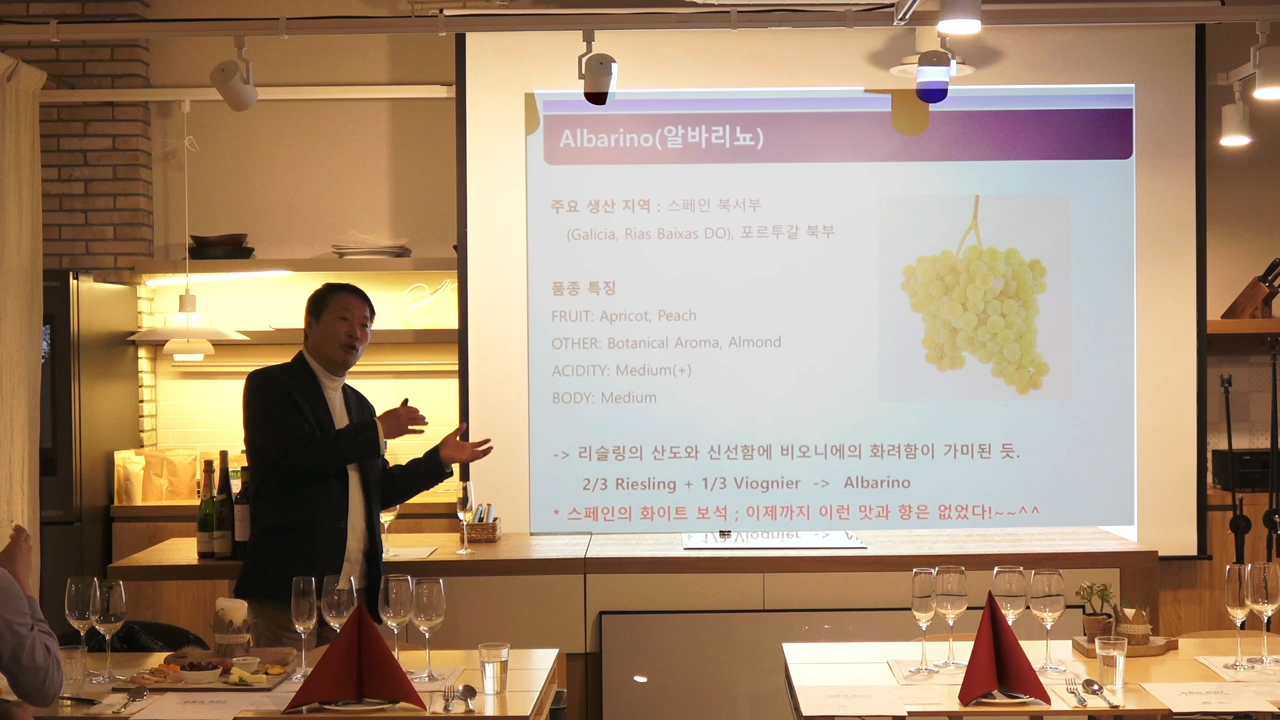 Albarino(알바리뇨)
주요 생산 지역 : 스페인 북서부
(Galicia, Rias Baixas DO), 포르투갈 북부
품종 특징
FRUIT: Apricot, Peach
OTHER: Botanical Aroma, Almond
ACIDITY: Medium(+)
BODY: Medium
-> 리슬링의 산도와 신선함에 비오니에의 화려함이 가미된 듯.
2/3 Riesling + 1/3 Viognier -> Albarino
* 스페인의 화이트 보석 ; 이제까지 이런 맛과 향은 없었다!~~^^